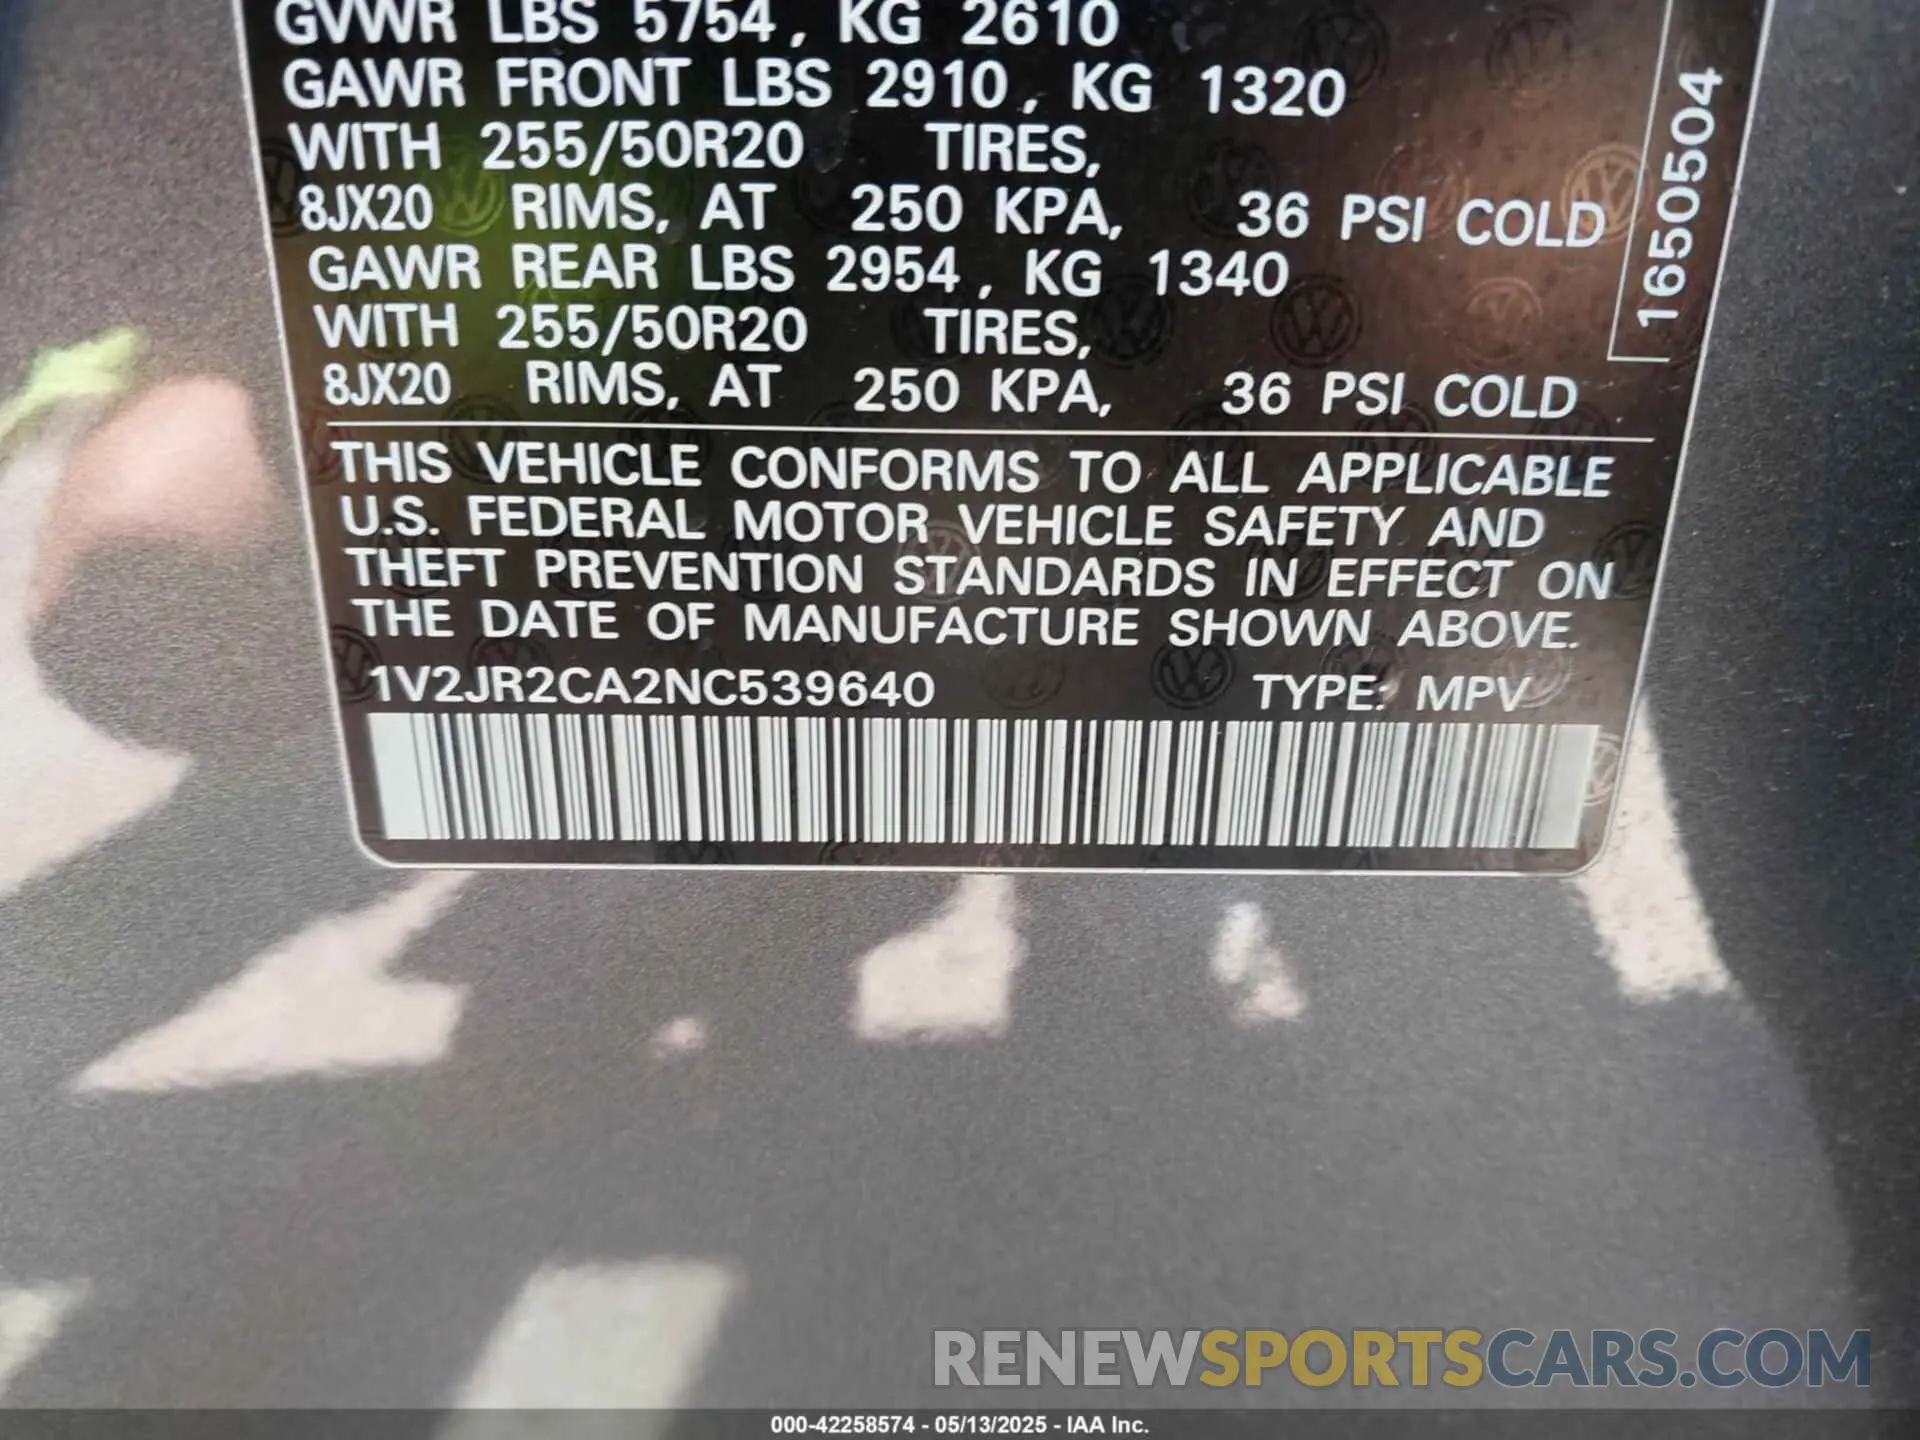 GVWR LBS 5754, KG 2610
GAWR FRONT LBS 2910, KG 1320
WITH 255/50R20 TIRES,
8JX20 RIMS, AT 250 KPA, 36 PSI COLD
GAWR REAR LBS 2954, KG 1340
WITH 255/50R20 TIRES,
8JX20 RIMS, AT 250 KPA, 36 PSI COLD
1650504
THIS VEHICLE CONFORMS TO ALL APPLICABLE
U.S. FEDERAL MOTOR VEHICLE SAFETY AND
THEFT PREVENTION STANDARDS IN EFFECT ON
THE DATE OF MANUFACTURE SHOWN ABOVE.
1V2JR2CA2NC539640 TYPE: MPV
RENEWSPORTSCARS.COM
000-42258574 - 05/13/2025 - IAA Inc.